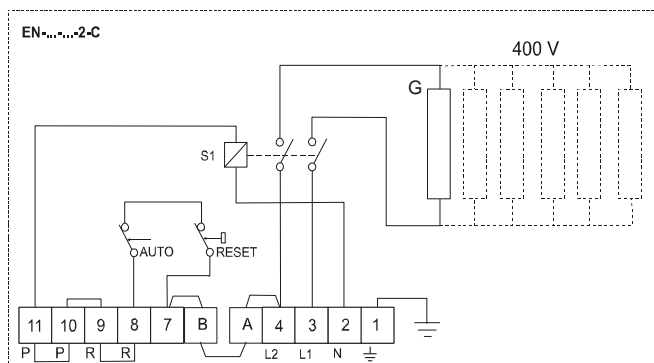 EN-...-...-2-C
400 V
G
S1
AUTO
RESET
11 10 9 8 7 B A 4 3 2 1
P P R R L2 L1 N